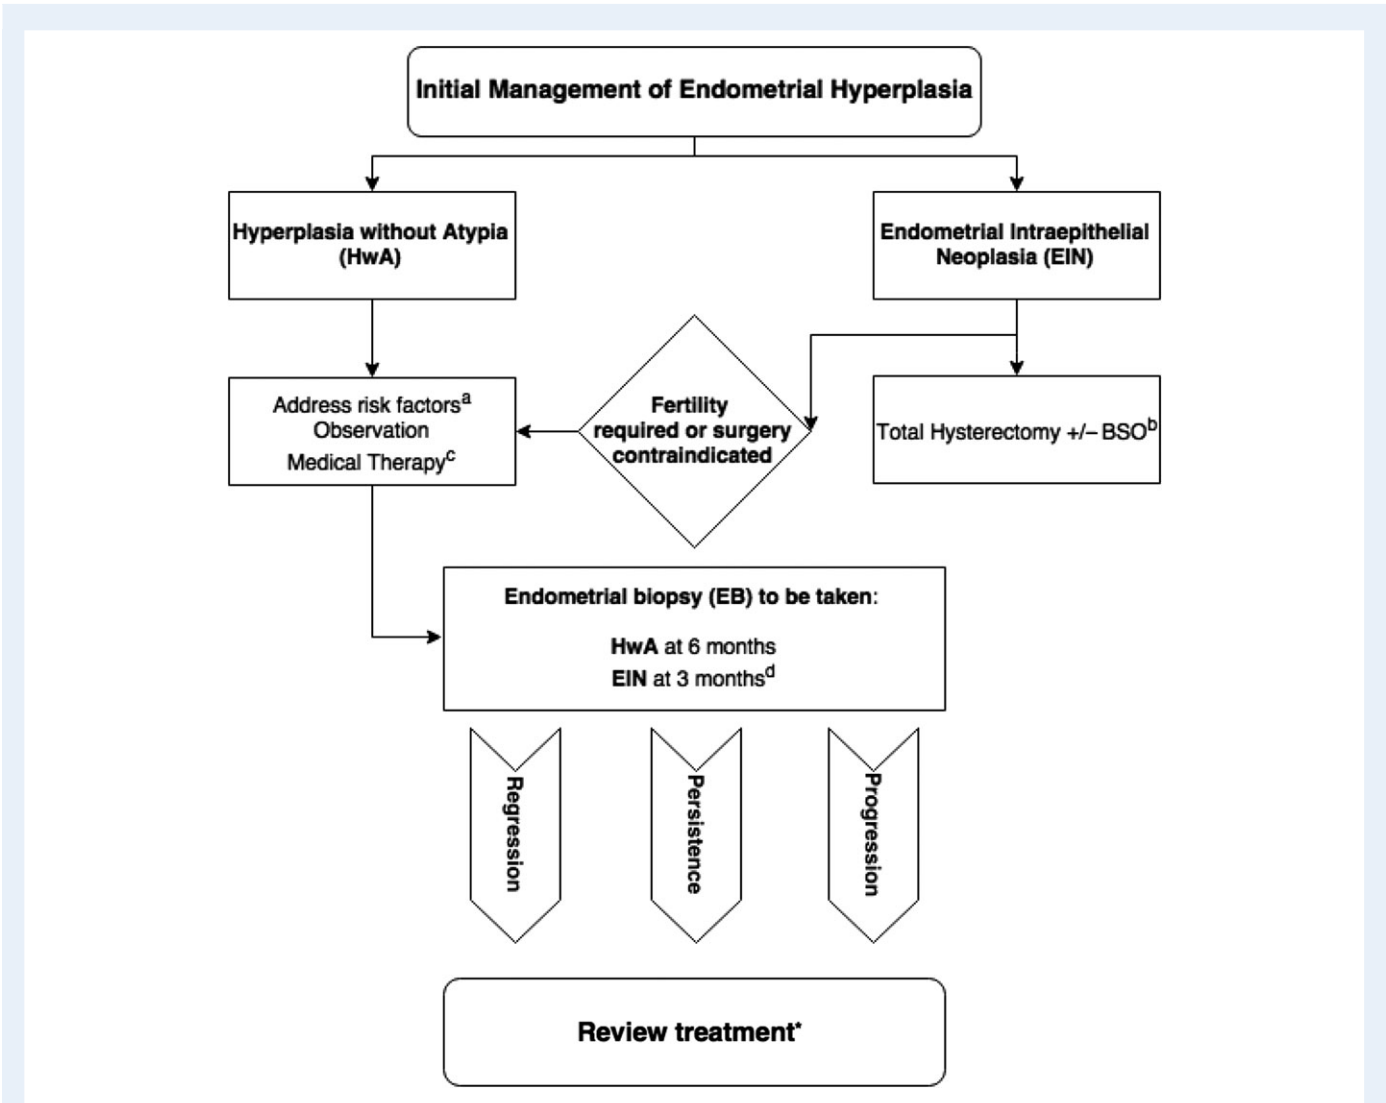 Initial Management of Endometrial Hyperplasia
Hyperplasia without Atypia
(HwA)
Endometrial Intraepithelial
Neoplasia (EIN)
Address risk factorsa
Observation
Medical Therapyc
Fertility
required or surgery
contraindicated
Total Hysterectomy +/– BSOb
Endometrial biopsy (EB) to be taken:
HwA at 6 months
EIN at 3 monthsd
Regression
Persistence
Progression
Review treatment*